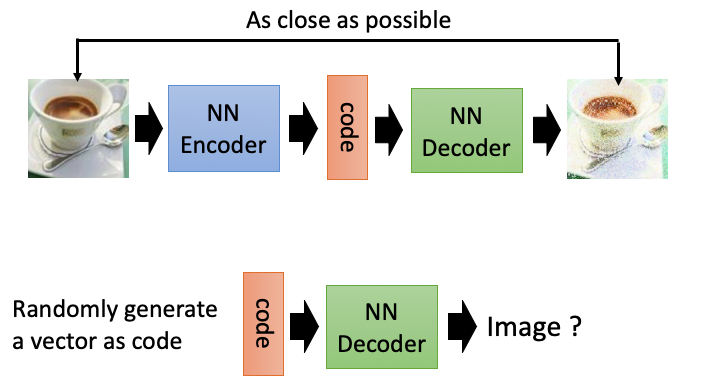 As close as possible
NN
Encoder
code
NN
Decoder
Randomly generate
a vector as code
code
NN
Decoder
Image ?